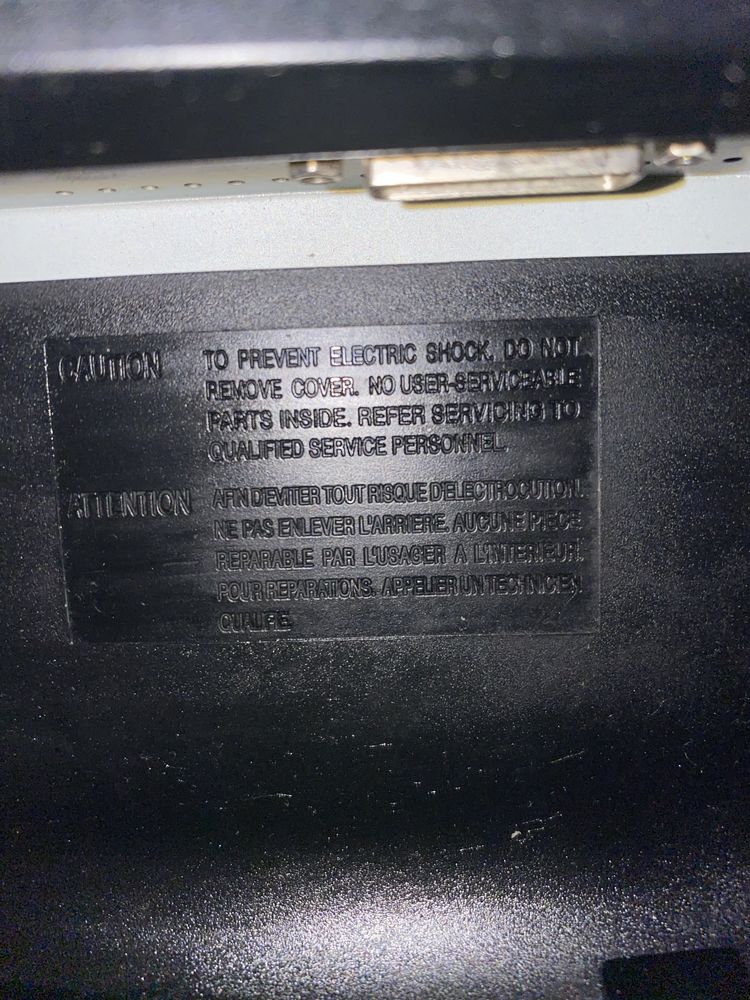 CAUTION TO PREVENT ELECTRIC SHOCK, DO NOT
REMOVE COVER. NO USER-SERVICEABLE
PARTS INSIDE. REFER SERVICING TO
QUALIFIED SERVICE PERSONNEL.
ATTENTION AFIN D'EVITER TOUT RISQUE D'ELECTROCUTION,
NE PAS ENLEVER L'ARRIERE. AUCUNE PIECE
REPARABLE PAR L'USAGER A L'INTERIEUR.
POUR REPARATIONS, APPELER UN TECHNICIEN
QUALIFIE.